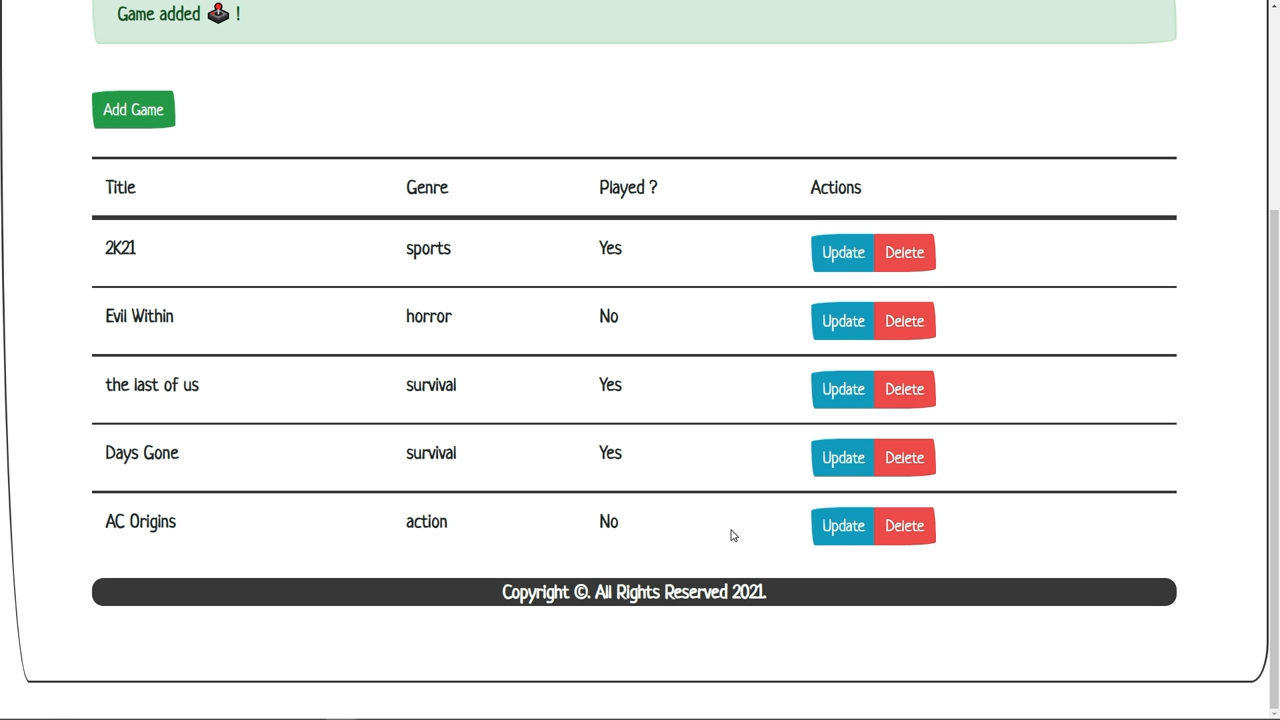 Game added 🕹️ !
Add Game
Title Genre Played ? Actions
2K21 sports Yes Update Delete
Evil Within horror No Update Delete
the last of us survival Yes Update Delete
Days Gone survival Yes Update Delete
AC Origins action No Update Delete
Copyright ©. All Rights Reserved 2021.